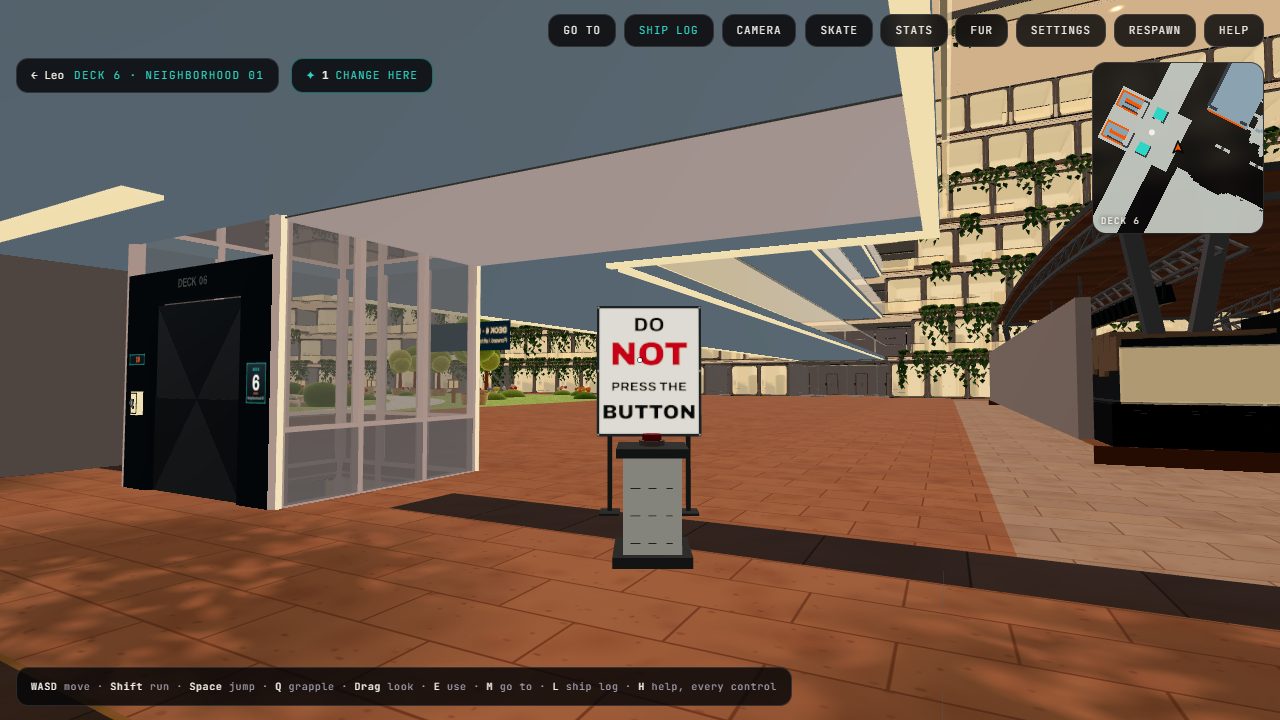 GO TO
SHIP LOG
CAMERA
SKATE
STATS
FUR
SETTINGS
RESPAWN
HELP
← Leo DECK 6 · NEIGHBORHOOD 01
✦ 1 CHANGE HERE
DECK 6
DECK 06
6
DO
NOT
PRESS THE
BUTTON
WASD move · Shift run · Space jump · Q grapple · Drag look · E use · M go to · L ship log · H help, every control